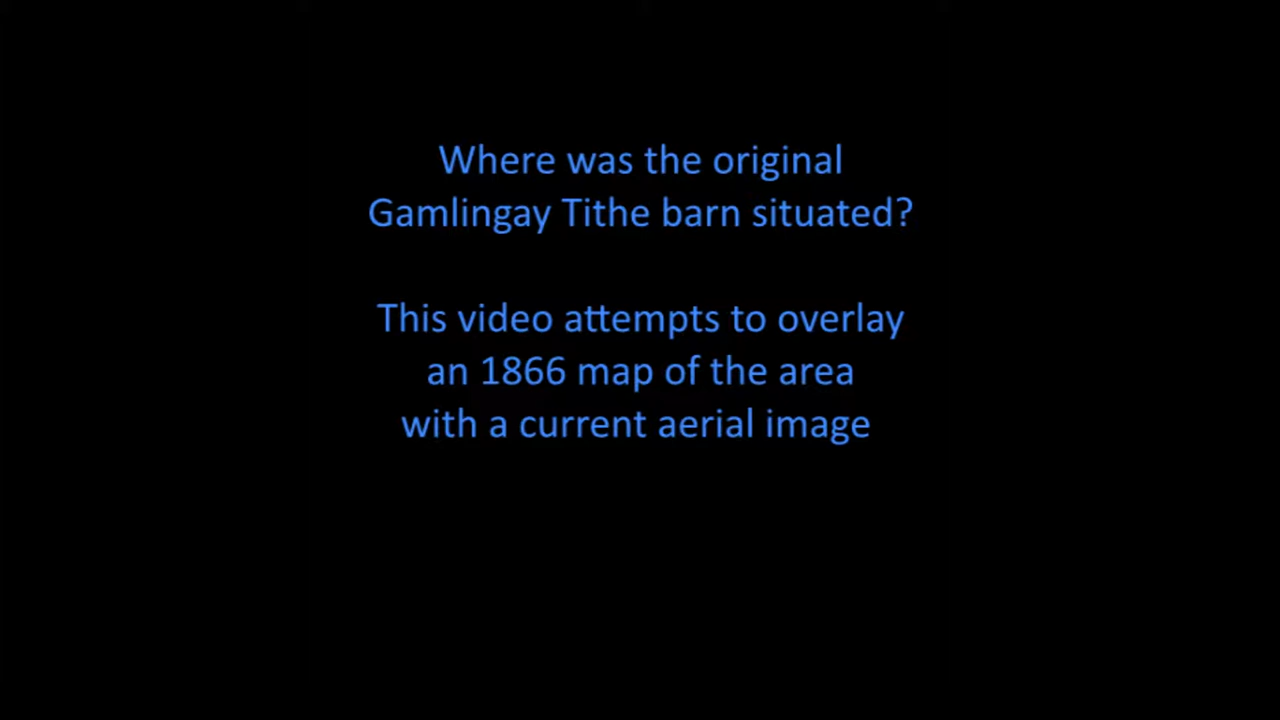 Where was the original
Gamlingay Tithe barn situated?
This video attempts to overlay
an 1866 map of the area
with a current aerial image